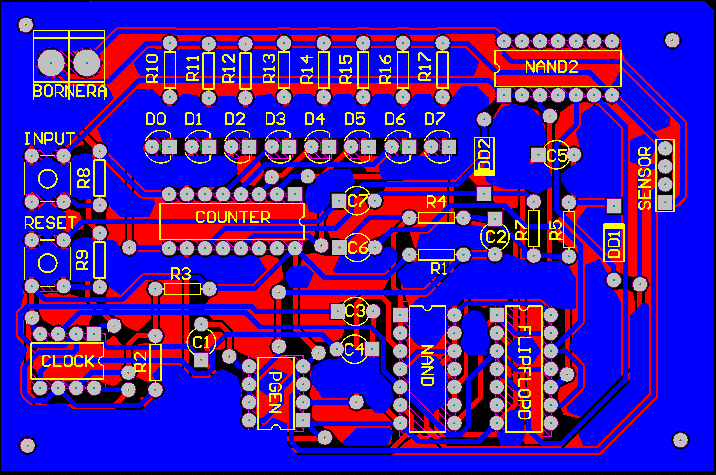 R10 R11 R12 R13 R14 R15 R16 R17
NAND2
BORNERA
D0 D1 D2 D3 D4 D5 D6 D7
INPUT
DD2
C5
R8
SENSOR
C7
R4
COUNTER
RESET
R7
R5
C2
C6
DD1
R9
R1
R3
C3
C1
C4
CLOCK
R2
PGEN
NAND
FLIPFLOPD